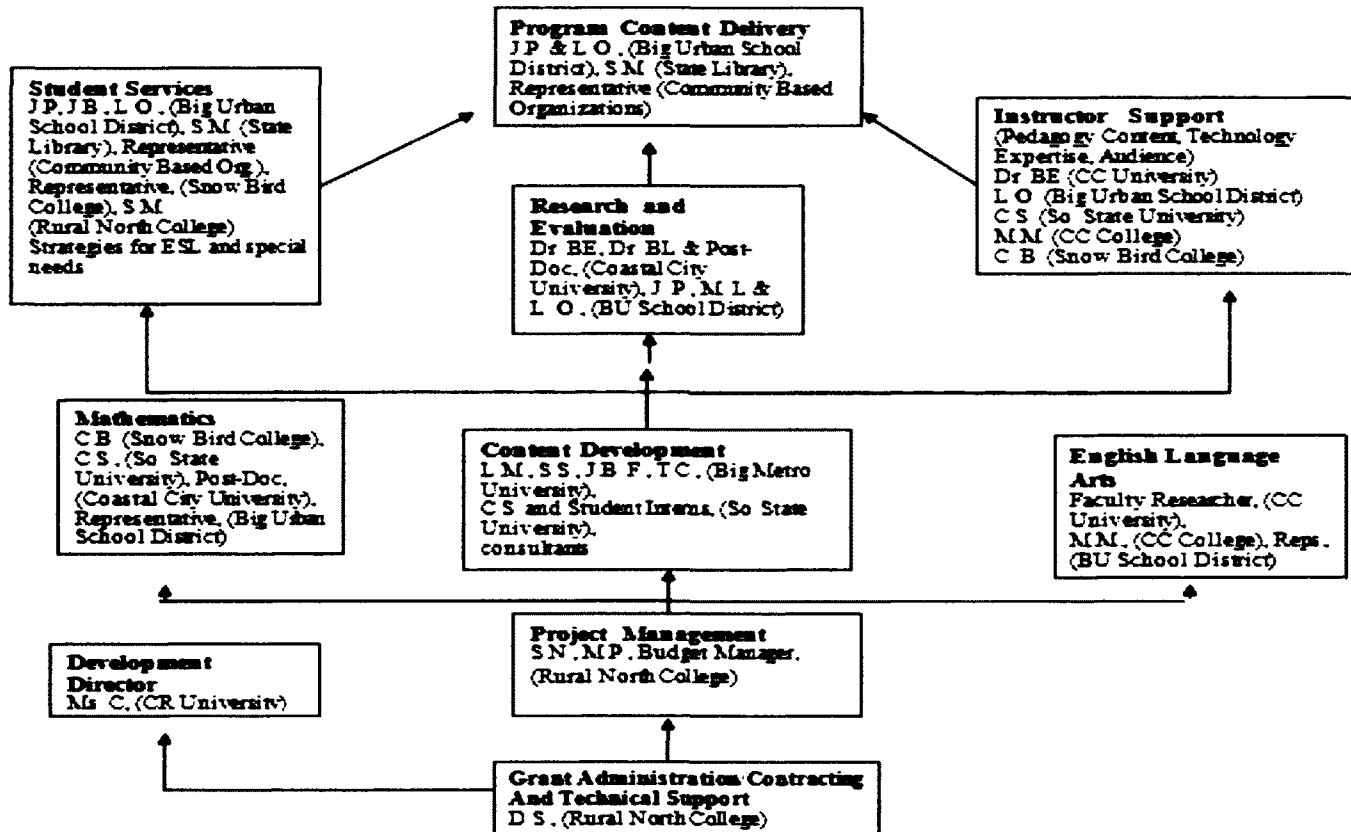 Program Content Delivery
J P & L O , (Big Urban School
District), S M (State Library),
Representative (Community Based
Organizations)
Student Services
J P, J B, L O , (Big Urban
School District), S M (State
Library), Representative
(Community Based Org ),
Representative, (Snow Bird
College), S M
(Rural North College)
Strategies for ESL and special
needs
Instructor Support
(Pedagogy Content, Technology
Expertise, Audience)
Dr BE (CC University)
L O (Big Urban School District)
C S (So State University)
M M (CC College)
C B (Snow Bird College)
Research and
Evaluation
Dr BE, Dr BL & Post-
Doc, (Coastal City
University), J P , M L &
L O , (BU School District)
Mathematics
C B (Snow Bird College),
C S , (So State
University), Post-Doc,
(Coastal City University),
Representative, (Big Urban
School District)
Content Development
L M , S S , J B F , T C , (Big Metro
University),
C S and Student Interns, (So State
University),
consultants
English Language
Arts
Faculty Researcher, (CC
University),
M M , (CC College), Reps ,
(BU School District)
Project Management
S N , M P , Budget Manager,
(Rural North College)
Development
Director
Ms C, (CR University)
Grant Administration/Contracting
And Technical Support
D S , (Rural North College)